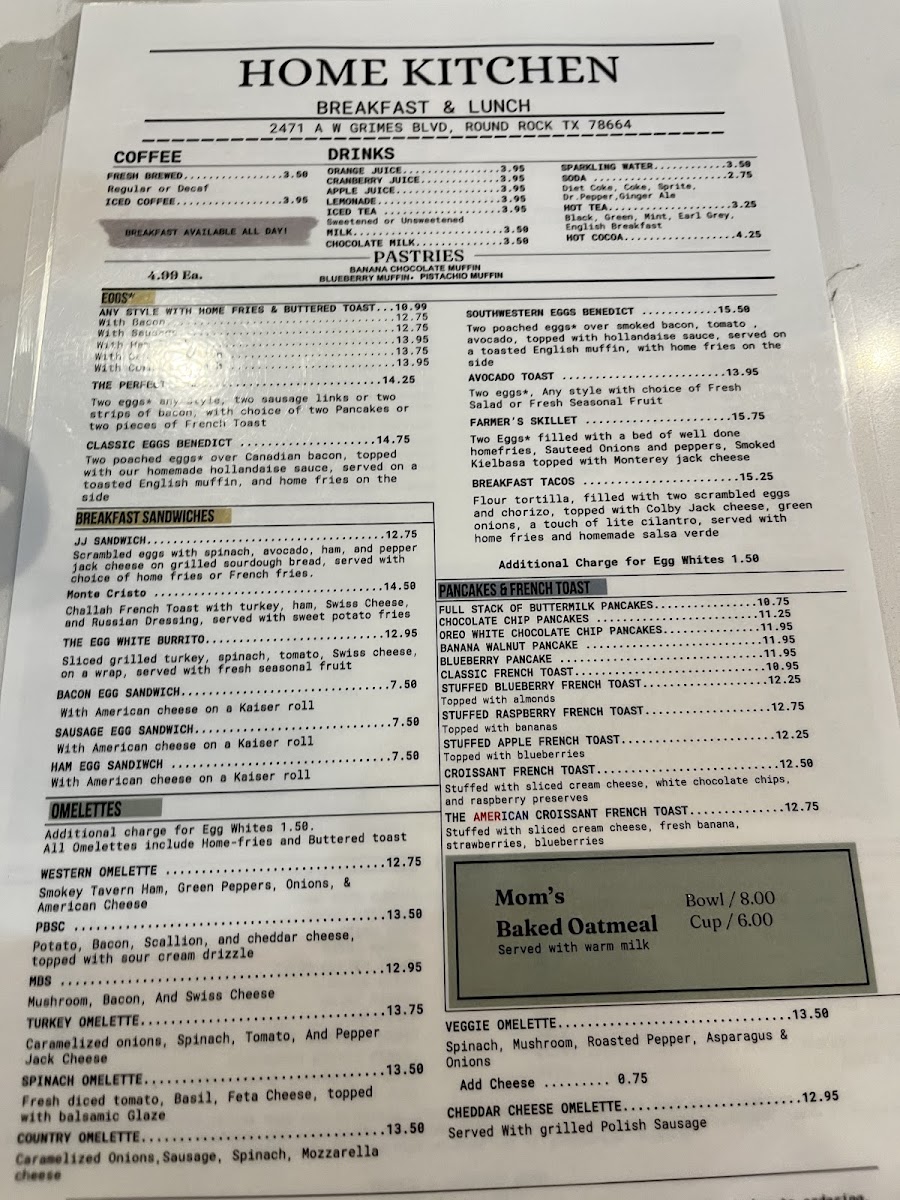 HOME KITCHEN
BREAKFAST & LUNCH
2471 A W GRIMES BLVD, ROUND ROCK TX 78664
COFFEE
FRESH BREWED................3.50
Regular or Decaf
ICED COFFEE.................3.95
BREAKFAST AVAILABLE ALL DAY!
DRINKS
ORANGE JUICE................3.95
CRANBERRY JUICE.............3.95
APPLE JUICE.................3.95
LEMONADE....................3.95
ICED TEA ...................3.95
Sweetened or Unsweetened
MILK........................3.50
CHOCOLATE MILK..............3.50
SPARKLING WATER............3.50
SODA ......................2.75
Diet Coke, Coke, Sprite,
Dr.Pepper,Ginger Ale
HOT TEA....................3.25
Black, Green, Mint, Earl Grey,
English Breakfast
HOT COCOA..................4.25
PASTRIES
4.99 Ea.
BANANA CHOCOLATE MUFFIN
BLUEBERRY MUFFIN• PISTACHIO MUFFIN
EGGS*
ANY STYLE WITH HOME FRIES & BUTTERED TOAST...10.99
With Bacon...................12.75
With Sausage.................12.75
With ........................13.95
With ........................13.75
With ........................13.95
THE PERFECT .................14.25
Two eggs* any style, two sausage links or two
strips of bacon, with choice of two Pancakes or
two pieces of French Toast
CLASSIC EGGS BENEDICT .................14.75
Two poached eggs* over Canadian bacon, topped
with our homemade hollandaise sauce, served on a
toasted English muffin, and home fries on the
side
SOUTHWESTERN EGGS BENEDICT ............15.50
Two poached eggs* over smoked bacon, tomato ,
avocado, topped with hollandaise sauce, served on
a toasted English muffin, with home fries on the
side
AVOCADO TOAST ........................13.95
Two eggs*, Any style with choice of Fresh
Salad or Fresh Seasonal Fruit
FARMER'S SKILLET .....................15.75
Two Eggs* filled with a bed of well done
homefries, Sauteed Onions and peppers, Smoked
Kielbasa topped with Monterey jack cheese
BREAKFAST TACOS ......................15.25
Flour tortilla, filled with two scrambled eggs
and chorizo, topped with Colby Jack cheese, green
onions, a touch of lite cilantro, served with
home fries and homemade salsa verde
Additional Charge for Egg Whites 1.50
BREAKFAST SANDWICHES
JJ SANDWICH..............................12.75
Scrambled eggs with spinach, avocado, ham, and pepper
jack cheese on grilled sourdough bread, served with
choice of home fries or French fries.
Monte Cristo ............................14.50
Challah French Toast with turkey, ham, Swiss Cheese,
and Russian Dressing, served with sweet potato fries
THE EGG WHITE BURRITO.......................12.95
Sliced grilled turkey, spinach, tomato, Swiss cheese,
on a wrap, served with fresh seasonal fruit
BACON EGG SANDWICH...........................7.50
With American cheese on a Kaiser roll
SAUSAGE EGG SANDWICH.........................7.50
With American cheese on a Kaiser roll
HAM EGG SANDIWCH ............................7.50
With American cheese on a Kaiser roll
PANCAKES & FRENCH TOAST
FULL STACK OF BUTTERMILK PANCAKES.............10.75
CHOCOLATE CHIP PANCAKES ......................11.25
OREO WHITE CHOCOLATE CHIP PANCAKES............11.95
BANANA WALNUT PANCAKE ........................11.95
BLUEBERRY PANCAKE ............................11.95
CLASSIC FRENCH TOAST..........................10.95
STUFFED BLUEBERRY FRENCH TOAST................12.25
Topped with almonds
STUFFED RASPBERRY FRENCH TOAST................12.75
Topped with bananas
STUFFED APPLE FRENCH TOAST....................12.25
Topped with blueberries
CROISSANT FRENCH TOAST........................12.50
Stuffed with sliced cream cheese, white chocolate chips,
and raspberry preserves
THE AMERICAN CROISSANT FRENCH TOAST............12.75
Stuffed with sliced cream cheese, fresh banana,
strawberries, blueberries
OMELETTES
Additional charge for Egg Whites 1.50.
All Omelettes include Home-fries and Buttered toast
WESTERN OMELETTE ..........................12.75
Smokey Tavern Ham, Green Peppers, Onions, &
American Cheese
PBSC ......................................13.50
Potato, Bacon, Scallion, and cheddar cheese,
topped with sour cream drizzle
MBS .......................................12.95
Mushroom, Bacon, And Swiss Cheese
TURKEY OMELETTE............................13.75
Caramelized onions, Spinach, Tomato, And Pepper
Jack Cheese
SPINACH OMELETTE...........................13.50
Fresh diced tomato, Basil, Feta Cheese, topped
with balsamic Glaze
COUNTRY OMELETTE...........................13.50
Caramelized Onions,Sausage, Spinach, Mozzarella
cheese
Mom's
Baked Oatmeal
Served with warm milk
Bowl / 8.00
Cup / 6.00
VEGGIE OMELETTE..........................13.50
Spinach, Mushroom, Roasted Pepper, Asparagus &
Onions
Add Cheese ......... 0.75
CHEDDAR CHEESE OMELETTE....................12.95
Served With grilled Polish Sausage